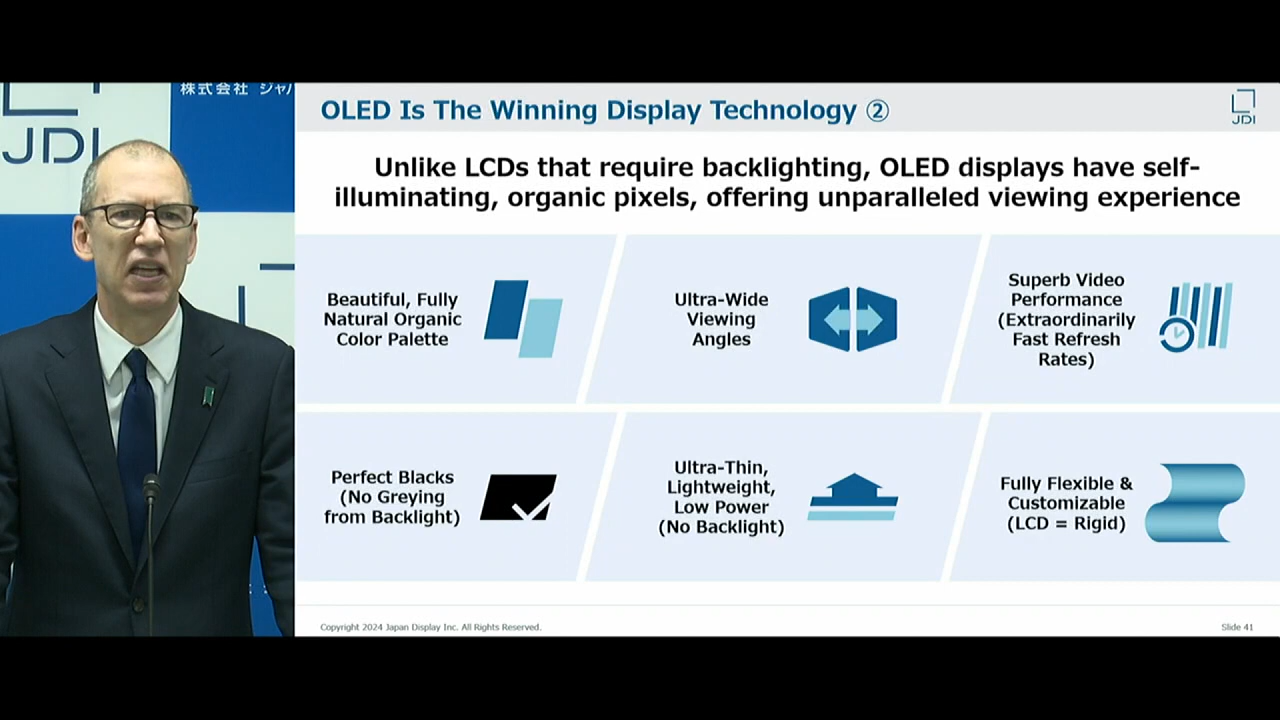 株式会社 ジャパ
JDI
OLED Is The Winning Display Technology ②
JDI
Unlike LCDs that require backlighting, OLED displays have self-
illuminating, organic pixels, offering unparalleled viewing experience
Beautiful, Fully
Natural Organic
Color Palette
Ultra-Wide
Viewing
Angles
Superb Video
Performance
(Extraordinarily
Fast Refresh
Rates)
Perfect Blacks
(No Greying
from Backlight)
Ultra-Thin,
Lightweight,
Low Power
(No Backlight)
Fully Flexible &
Customizable
(LCD = Rigid)
Copyright 2024 Japan Display Inc. All Rights Reserved.
Slide 41